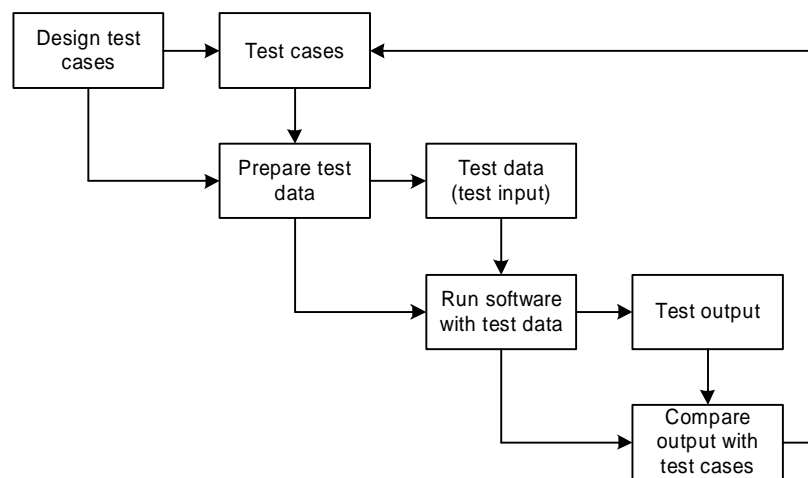 Design test
cases
Test cases
Prepare test
data
Test data
(test input)
Run software
with test data
Test output
Compare
output with
test cases